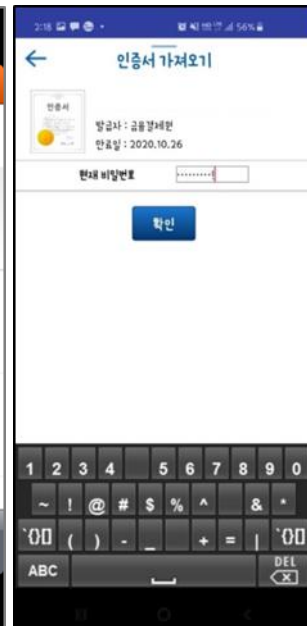 2:18 56%
인증서 가져오기
인증서
발급자 : 금융결제원
만료일 : 2020.10.26
현재 비밀번호 ·········!
확인
1 2 3 4 5 6 7 8 9 0
~ ! @ # $ % ^ & *
`{}[] ( ) - _ + = | `{}[]
ABC DEL